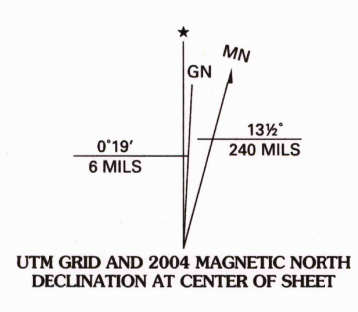 ★
MN
GN
0°19′
6 MILS
13½°
240 MILS
UTM GRID AND 2004 MAGNETIC NORTH
DECLINATION AT CENTER OF SHEET